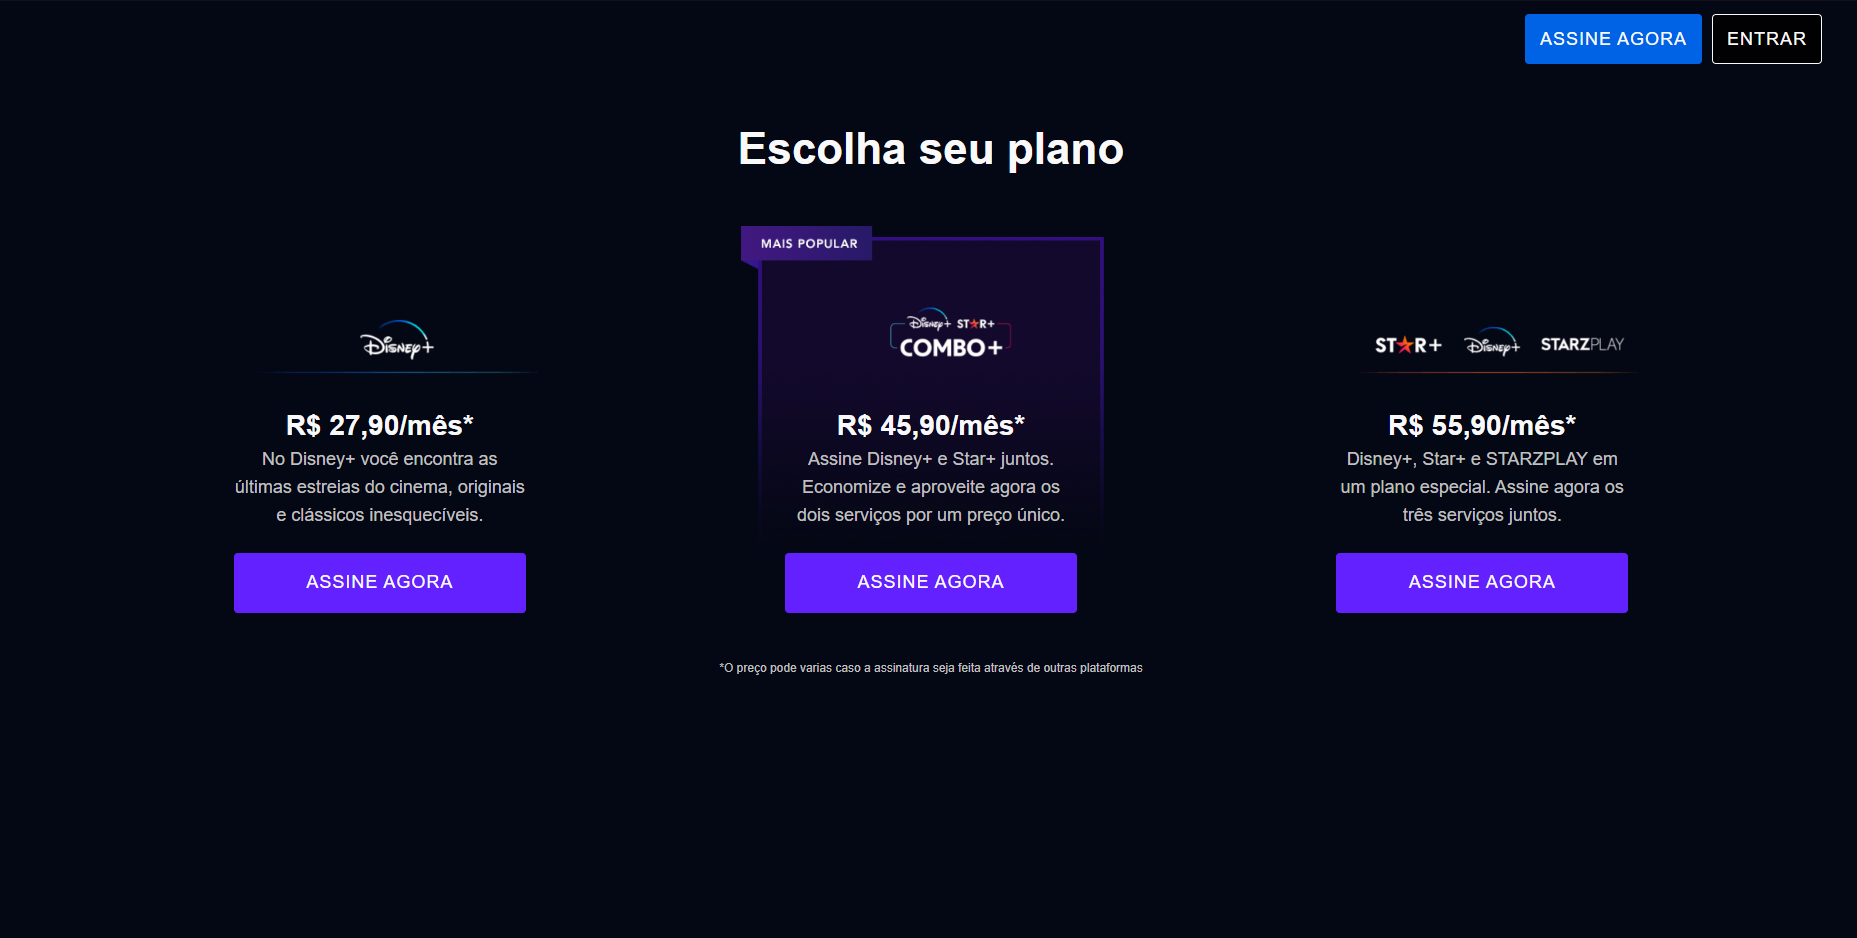 ASSINE AGORA
ENTRAR
Escolha seu plano
Disney+
R$ 27,90/mês*
No Disney+ você encontra as
últimas estreias do cinema, originais
e clássicos inesquecíveis.
ASSINE AGORA
MAIS POPULAR
Disney+ STAR+
COMBO+
R$ 45,90/mês*
Assine Disney+ e Star+ juntos.
Economize e aproveite agora os
dois serviços por um preço único.
ASSINE AGORA
STAR+ Disney+ STARZPLAY
R$ 55,90/mês*
Disney+, Star+ e STARZPLAY em
um plano especial. Assine agora os
três serviços juntos.
ASSINE AGORA
*O preço pode varias caso a assinatura seja feita através de outras plataformas